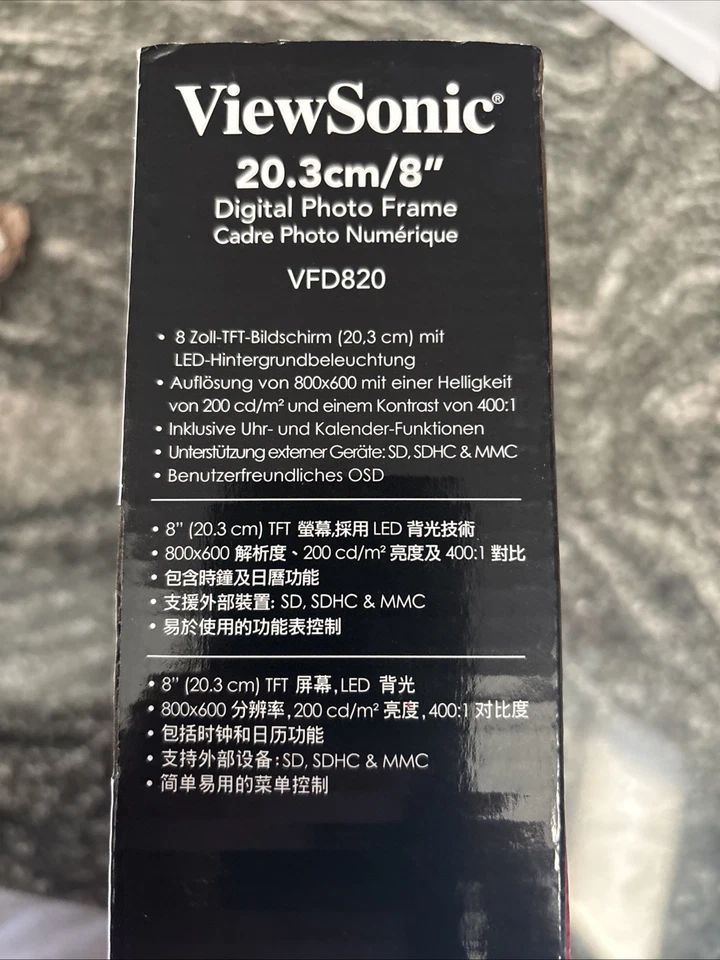 ViewSonic®
20.3cm/8”
Digital Photo Frame
Cadre Photo Numérique
VFD820
• 8 Zoll-TFT-Bildschirm (20,3 cm) mit
LED-Hintergrundbeleuchtung
• Auflösung von 800x600 mit einer Helligkeit
von 200 cd/m² und einem Kontrast von 400:1
• Inklusive Uhr- und Kalender-Funktionen
• Unterstützung externer Geräte: SD, SDHC & MMC
• Benutzerfreundliches OSD
• 8” (20.3 cm) TFT 螢幕,採用 LED 背光技術
• 800x600 解析度、200 cd/m² 亮度及 400:1 對比
• 包含時鐘及日曆功能
• 支援外部裝置: SD, SDHC & MMC
• 易於使用的功能表控制
• 8” (20.3 cm) TFT 屏幕,LED 背光
• 800x600 分辨率,200 cd/m² 亮度,400:1 对比度
• 包括时钟和日历功能
• 支持外部设备:SD, SDHC & MMC
• 简单易用的菜单控制